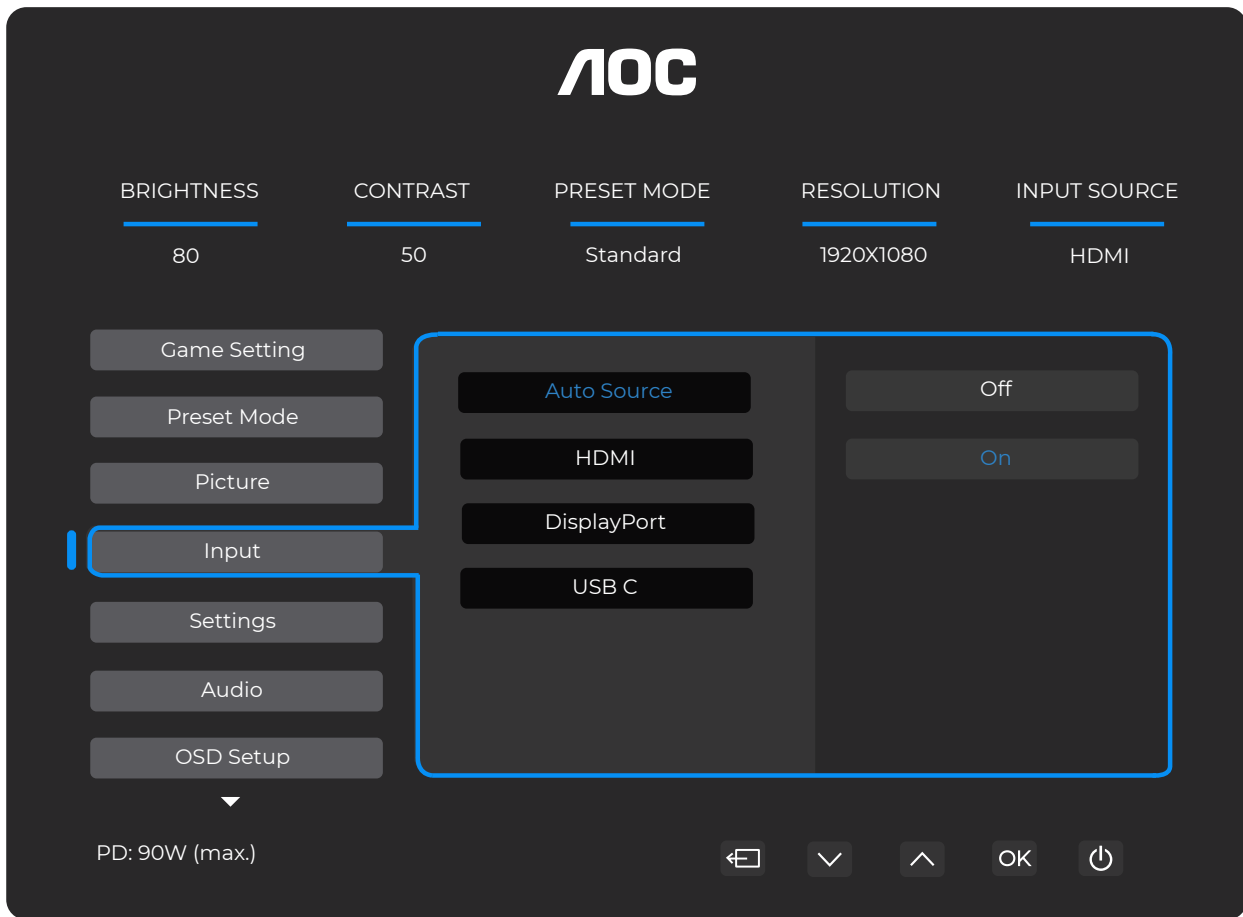 AOC
BRIGHTNESS CONTRAST PRESET MODE RESOLUTION INPUT SOURCE
80 50 Standard 1920X1080 HDMI
Game Setting
Preset Mode
Picture
Input
Settings
Audio
OSD Setup
Auto Source
HDMI
DisplayPort
USB C
Off
On
PD: 90W (max.)
OK